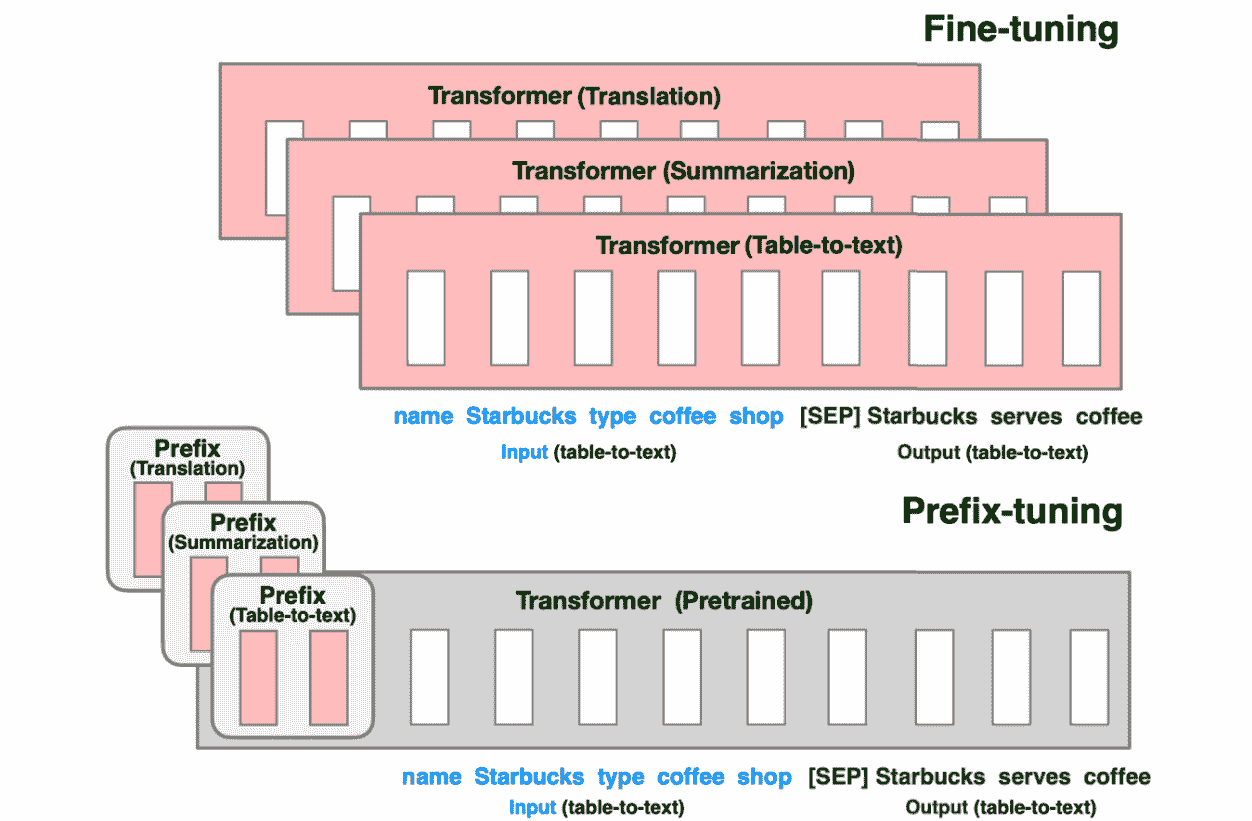 Fine-tuning
Transformer (Translation)
Transformer (Summarization)
Transformer (Table-to-text)
name Starbucks type coffee shop [SEP] Starbucks serves coffee
Input (table-to-text) Output (table-to-text)
Prefix
(Translation)
Prefix-tuning
Prefix
(Summarization)
Prefix
(Table-to-text)
Transformer (Pretrained)
name Starbucks type coffee shop [SEP] Starbucks serves coffee
Input (table-to-text) Output (table-to-text)